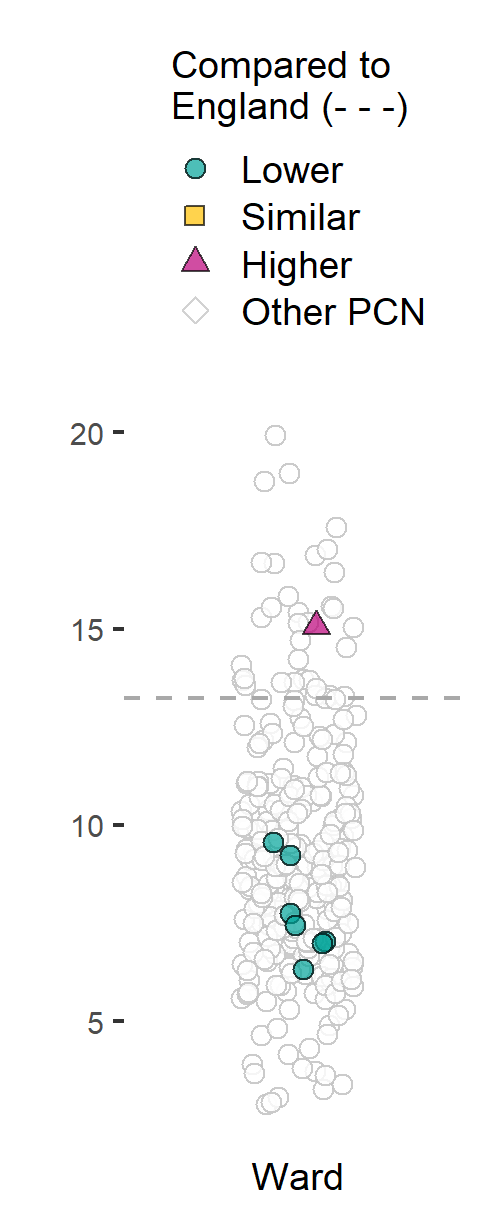 Compared to
England (- - -)
Lower
Similar
Higher
Other PCN
20
15
10
5
Ward